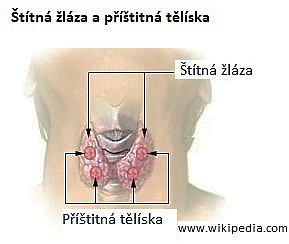 Štítná žláza a příštitná tělíska
Štítná žláza
Příštitná tělíska
www.wikipedia.com